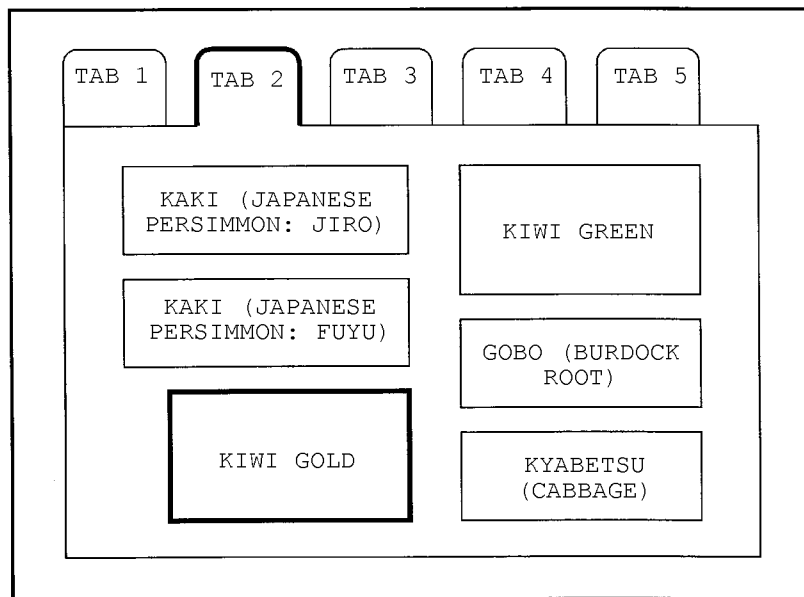 TAB 1
TAB 2
TAB 3
TAB 4
TAB 5
KAKI (JAPANESE
PERSIMMON: JIRO)
KAKI (JAPANESE
PERSIMMON: FUYU)
KIWI GOLD
KIWI GREEN
GOBO (BURDOCK
ROOT)
KYABETSU
(CABBAGE)